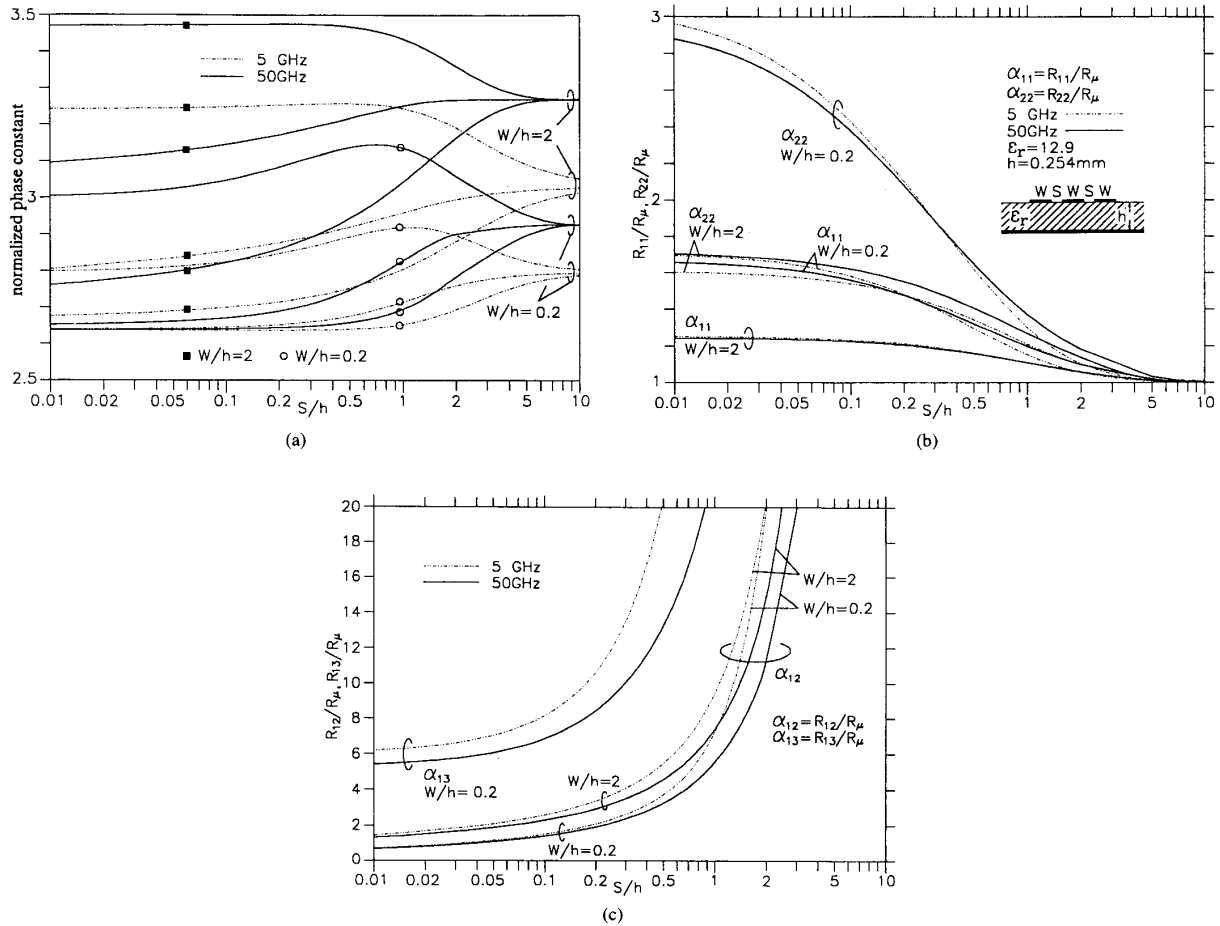 3.5
3
2.5
normalized phase constant
5 GHz
50GHz
W/h=2
W/h=0.2
■ W/h=2 ○ W/h=0.2
0.01 0.02 0.05 0.1 0.2 0.5 1 2 5 10
S/h
(a)
3
2
1
R₁₁/Rμ, R₂₂/Rμ
α₁₁=R₁₁/Rμ
α₂₂=R₂₂/Rμ
5 GHz
50GHz
εr=12.9
h=0.254mm
W S W S W
εr h
α₂₂
W/h=0.2
α₂₂
W/h=2
α₁₁
W/h=0.2
α₁₁
W/h=2
0.01 0.02 0.05 0.1 0.2 0.5 1 2 5 10
S/h
(b)
20
18
16
14
12
10
8
6
4
2
0
R₁₂/Rμ, R₁₃/Rμ
5 GHz
50GHz
W/h=2
W/h=0.2
α₁₂
α₁₂=R₁₂/Rμ
α₁₃=R₁₃/Rμ
α₁₃
W/h=0.2
W/h=2
W/h=0.2
0.01 0.02 0.05 0.1 0.2 0.5 1 2 5 10
S/h
(c)